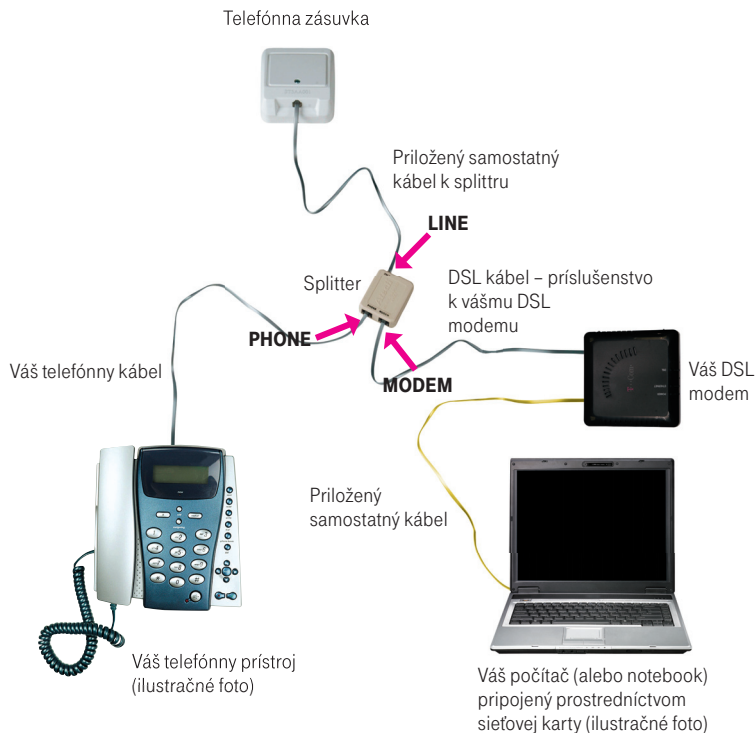 Telefónna zásuvka
Priložený samostatný
kábel k splittru
LINE
Splitter
DSL kábel – príslušenstvo
k vášmu DSL
modemu
PHONE
MODEM
Váš telefónny kábel
Váš DSL
modem
Priložený
samostatný kábel
Váš telefónny prístroj
(ilustračné foto)
Váš počítač (alebo notebook)
pripojený prostredníctvom
sieťovej karty (ilustračné foto)